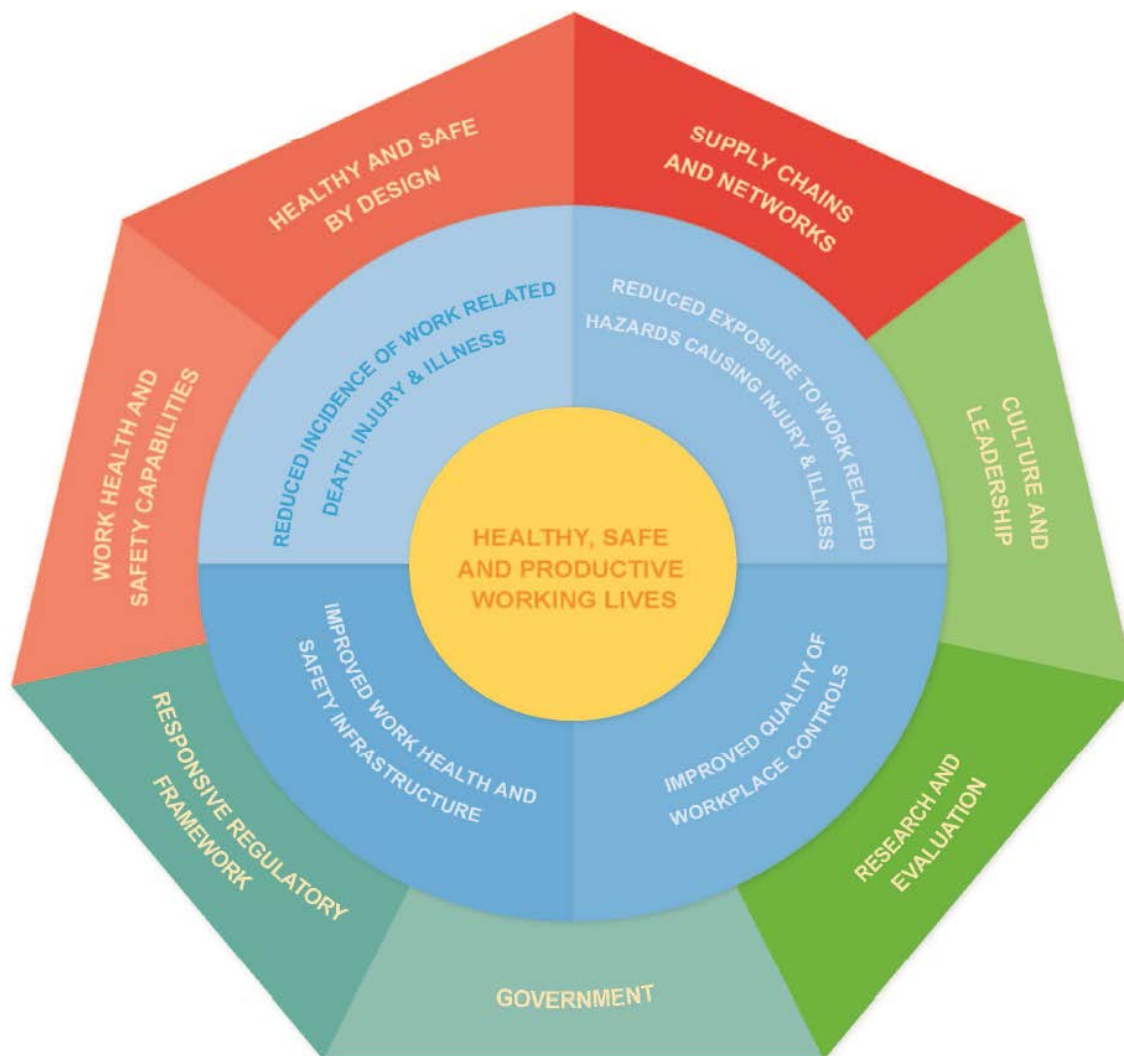 HEALTHY AND SAFE
BY DESIGN
SUPPLY CHAINS
AND NETWORKS
CULTURE AND
LEADERSHIP
RESEARCH AND
EVALUATION
GOVERNMENT
RESPONSIVE REGULATORY
FRAMEWORK
WORK HEALTH AND
SAFETY CAPABILITIES
REDUCED INCIDENCE OF WORK RELATED
DEATH, INJURY & ILLNESS
REDUCED EXPOSURE TO WORK RELATED
HAZARDS CAUSING INJURY & ILLNESS
IMPROVED QUALITY OF
WORKPLACE CONTROLS
IMPROVED WORK HEALTH AND
SAFETY INFRASTRUCTURE
HEALTHY, SAFE
AND PRODUCTIVE
WORKING LIVES